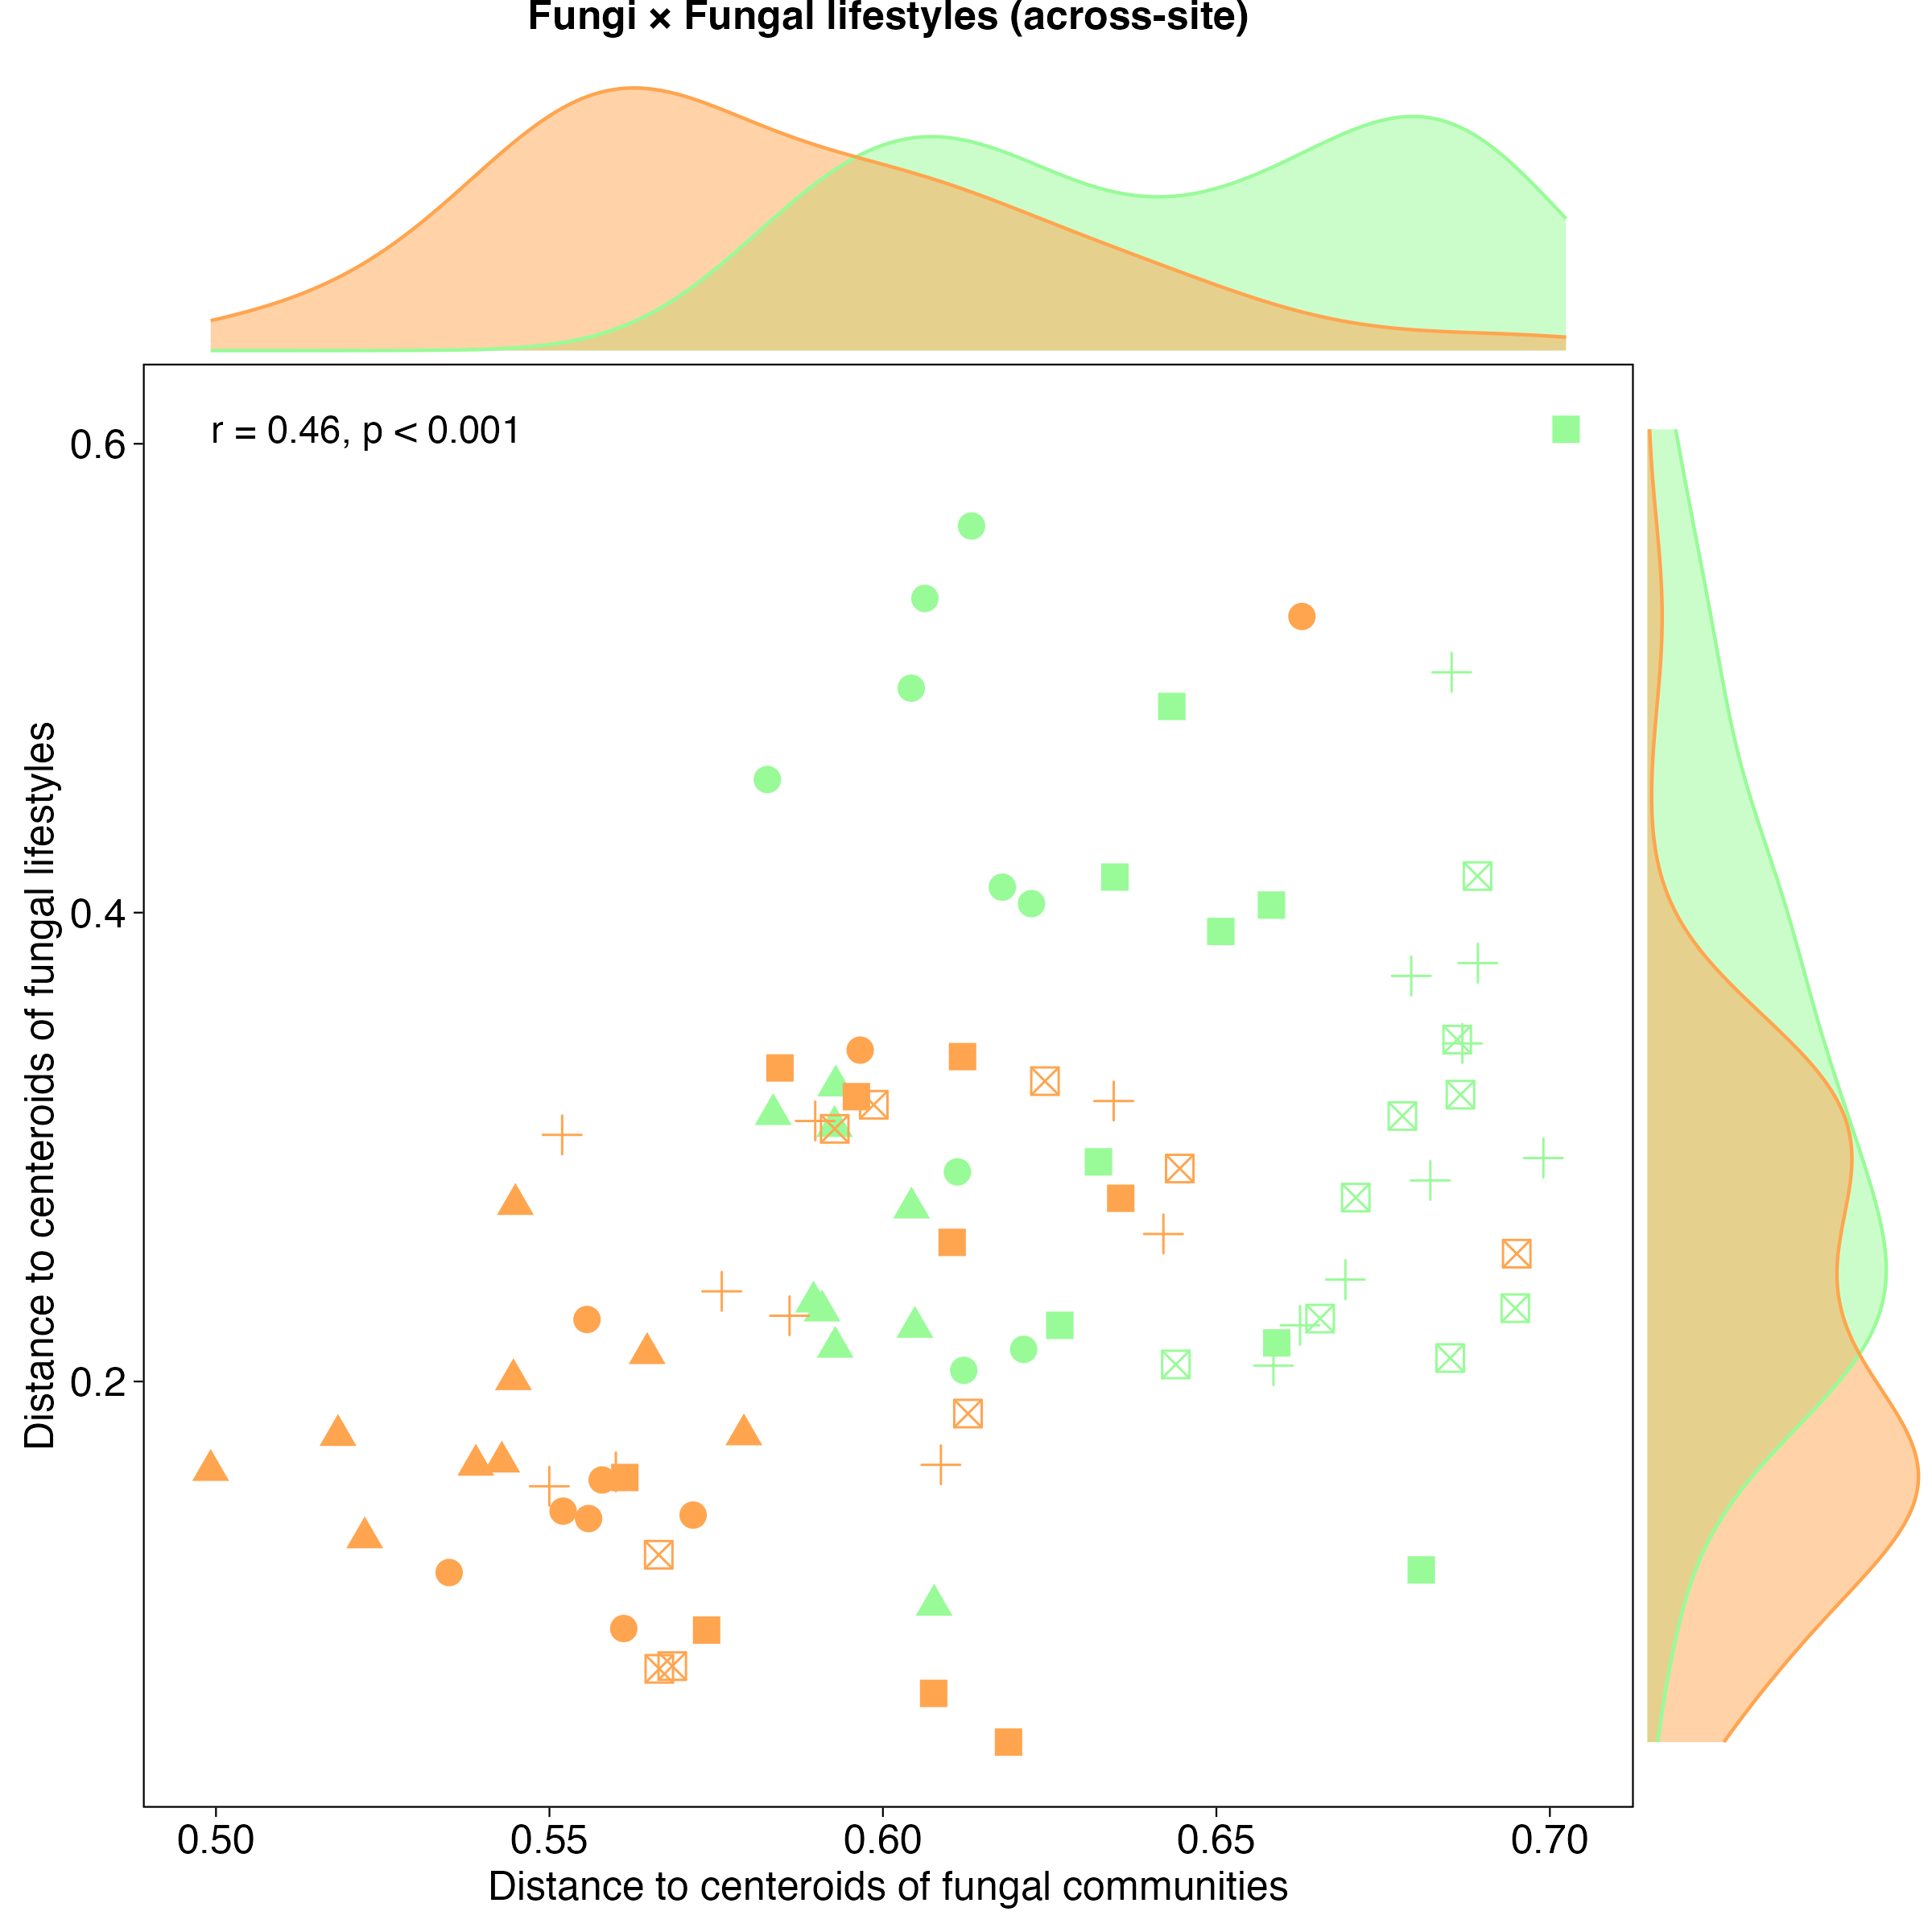 Fungi × Fungal lifestyles (across-site)
r = 0.46, p < 0.001
0.6
0.4
0.2
Distance to centeroids of fungal lifestyles
0.50 0.55 0.60 0.65 0.70
Distance to centeroids of fungal communities